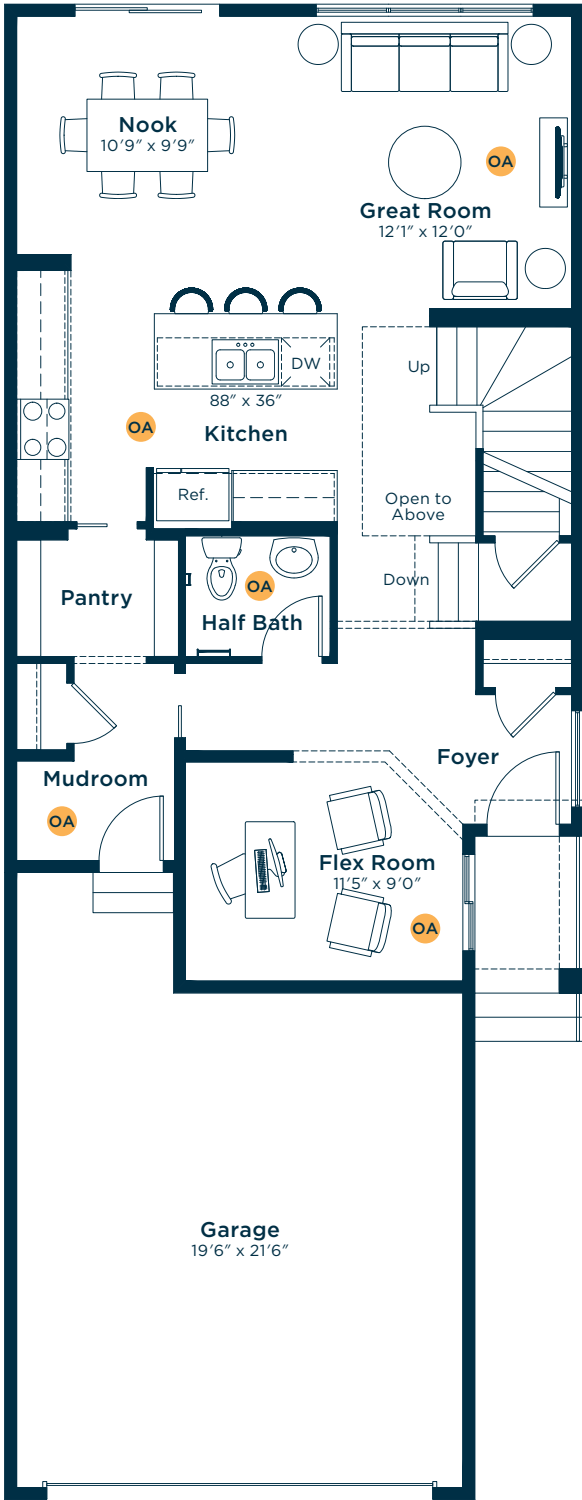 Nook
10'9" x 9'9"
OA
Great Room
12'1" x 12'0"
DW
Up
88" x 36"
OA
Kitchen
Ref.
Open to
Above
Down
OA
Pantry
Half Bath
Foyer
Mudroom
OA
Flex Room
11'5" x 9'0"
OA
Garage
19'6" x 21'6"